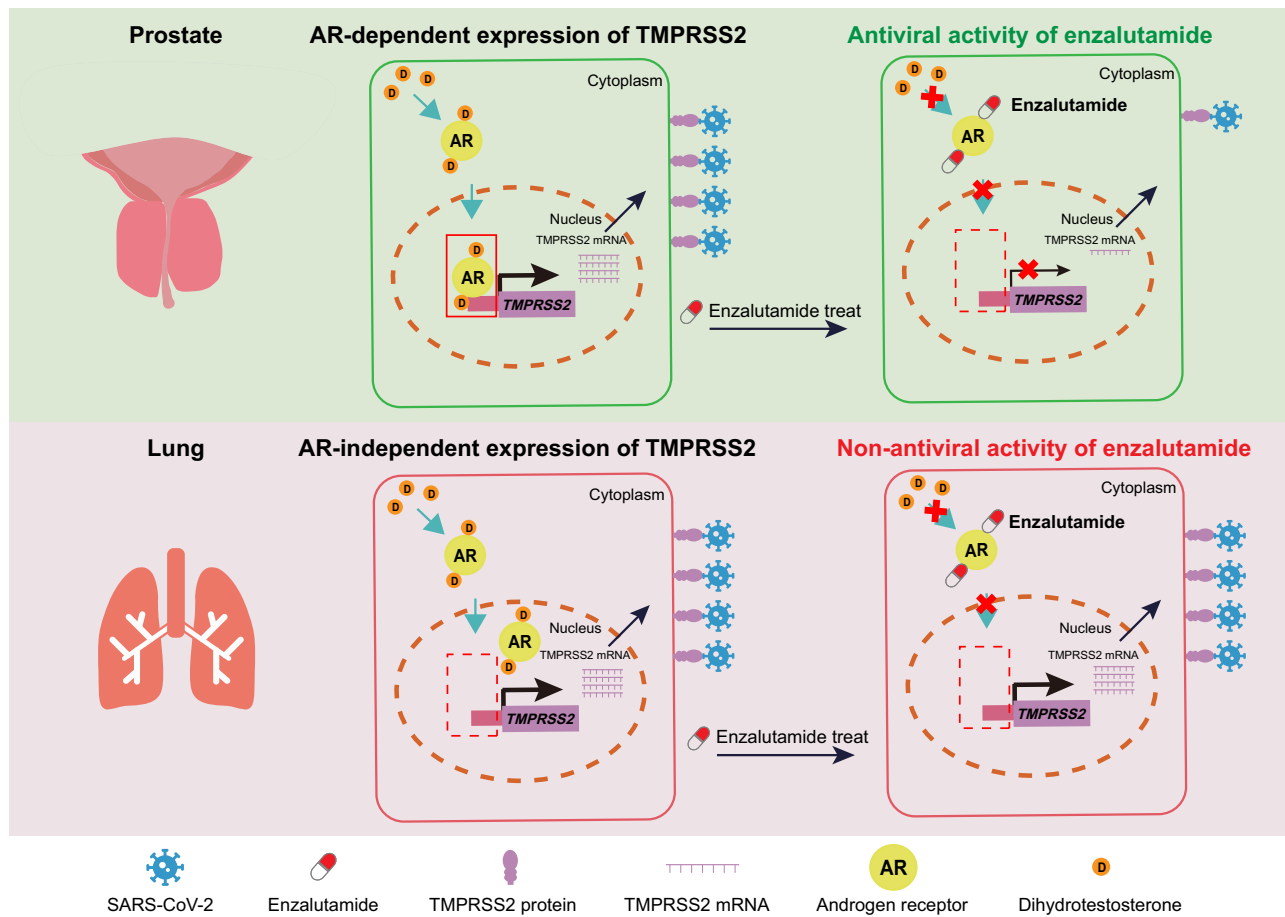 Prostate
AR-dependent expression of TMPRSS2
Antiviral activity of enzalutamide
Cytoplasm
D
D
D
D
D
AR
D
Nucleus
TMPRSS2 mRNA
D
AR
D
TMPRSS2
Enzalutamide treat
Cytoplasm
D
D
D
D
Enzalutamide
AR
Nucleus
TMPRSS2 mRNA
TMPRSS2
Lung
AR-independent expression of TMPRSS2
Non-antiviral activity of enzalutamide
Cytoplasm
D
D
D
D
D
AR
D
D
AR
D
Nucleus
TMPRSS2 mRNA
TMPRSS2
Enzalutamide treat
Cytoplasm
D
D
D
D
Enzalutamide
AR
Nucleus
TMPRSS2 mRNA
TMPRSS2
AR
D
SARS-CoV-2
Enzalutamide
TMPRSS2 protein
TMPRSS2 mRNA
Androgen receptor
Dihydrotestosterone